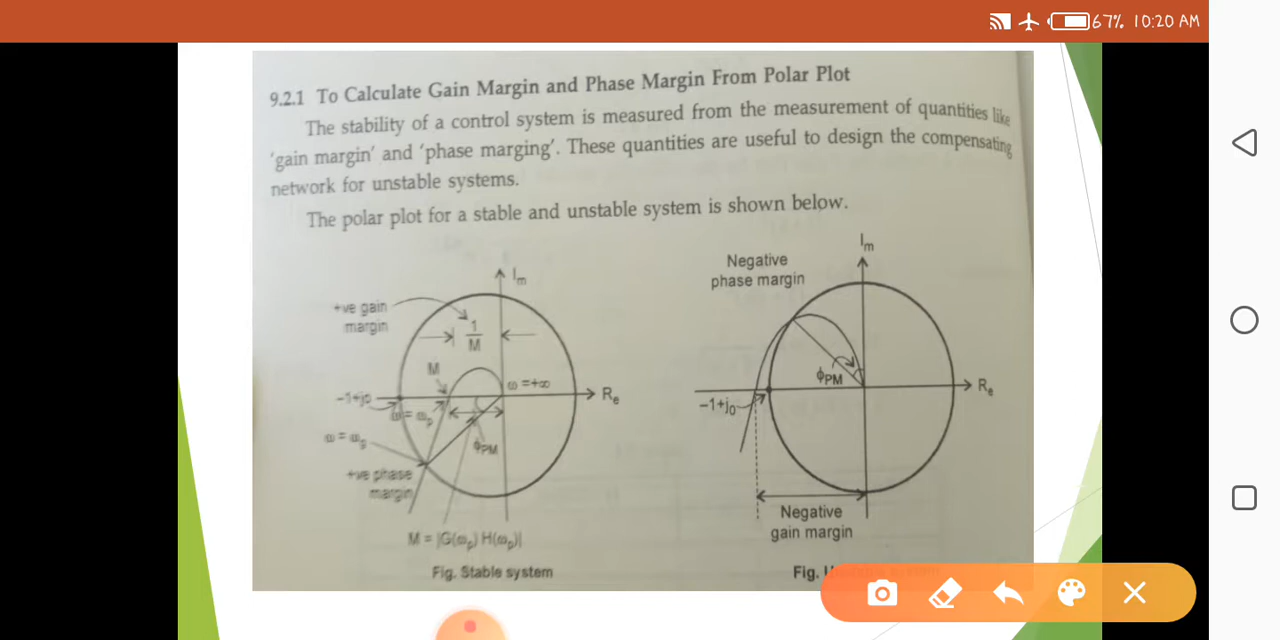 67% 10:20 AM
9.2.1 To Calculate Gain Margin and Phase Margin From Polar Plot
The stability of a control system is measured from the measurement of quantities like
'gain margin' and 'phase marging'. These quantities are useful to design the compensating
network for unstable systems.
The polar plot for a stable and unstable system is shown below.
Im
+ve gain
margin
1
M
M
ω = +∞
Re
-1+jo
ω = ωp
ω = ωg
ϕPM
+ve phase
margin
M = |G(ωp) H(ωp)|
Fig. Stable system
Im
Negative
phase margin
ϕPM
Re
-1+jo
Negative
gain margin
Fig.